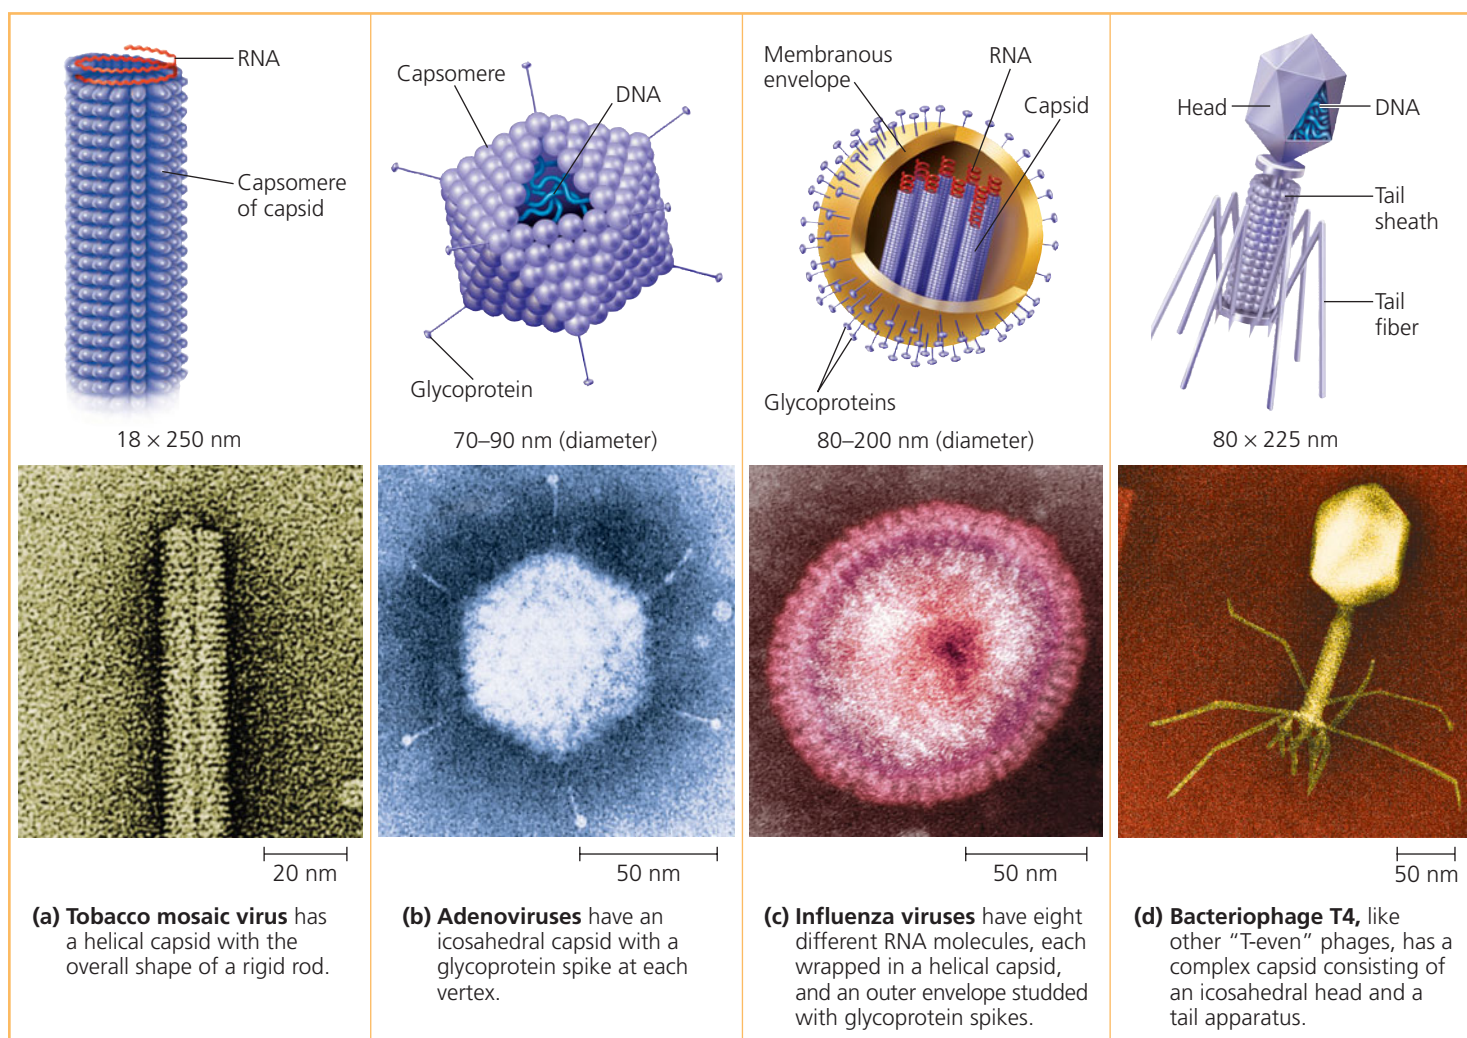 RNA
Capsomere
of capsid
18 × 250 nm
20 nm
(a) Tobacco mosaic virus has
a helical capsid with the
overall shape of a rigid rod.
Capsomere
DNA
Glycoprotein
70–90 nm (diameter)
50 nm
(b) Adenoviruses have an
icosahedral capsid with a
glycoprotein spike at each
vertex.
Membranous
envelope
RNA
Capsid
Glycoproteins
80–200 nm (diameter)
50 nm
(c) Influenza viruses have eight
different RNA molecules, each
wrapped in a helical capsid,
and an outer envelope studded
with glycoprotein spikes.
Head
DNA
Tail
sheath
Tail
fiber
80 × 225 nm
50 nm
(d) Bacteriophage T4, like
other “T-even” phages, has a
complex capsid consisting of
an icosahedral head and a
tail apparatus.